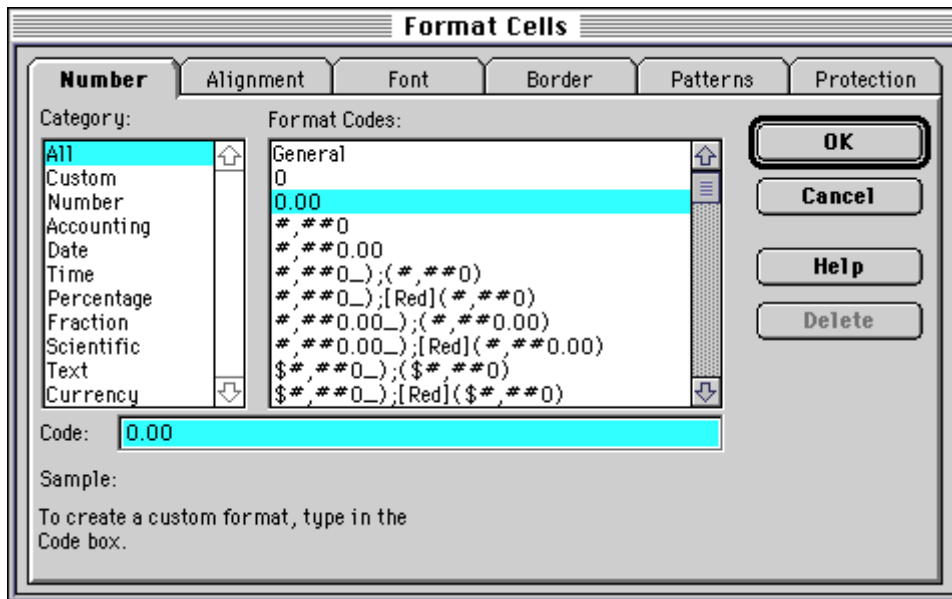 Format Cells
Number
Alignment
Font
Border
Patterns
Protection
Category:
All
Custom
Number
Accounting
Date
Time
Percentage
Fraction
Scientific
Text
Currency
Format Codes:
General
0
0.00
#,##0
#,##0.00
#,##0_);(#,##0)
#,##0_);[Red](#,##0)
#,##0.00_);(#,##0.00)
#,##0.00_);[Red](#,##0.00)
$#,##0_);($#,##0)
$#,##0_);[Red]($#,##0)
OK
Cancel
Help
Delete
Code: 0.00
Sample:
To create a custom format, type in the
Code box.